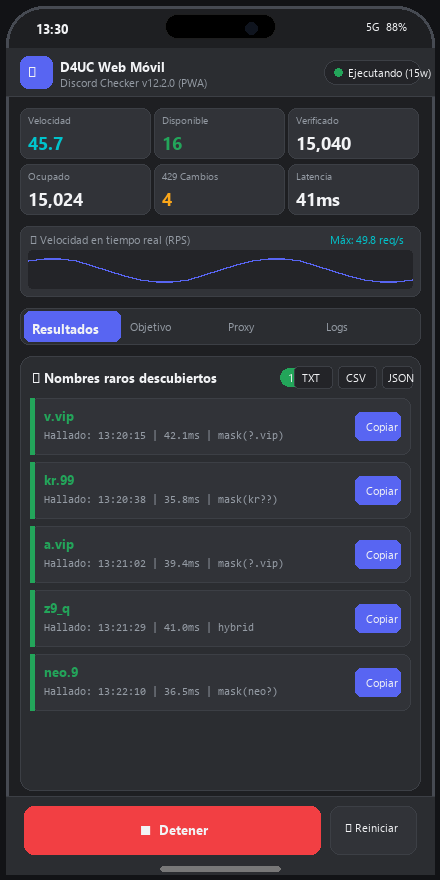 13:30
5G 88%
D4UC Web Móvil
Discord Checker v12.2.0 (PWA)
Ejecutando (15w)
Velocidad
45.7
Disponible
16
Verificado
15,040
Ocupado
15,024
429 Cambios
4
Latencia
41ms
Velocidad en tiempo real (RPS)
Máx: 49.8 req/s
Resultados
Objetivo
Proxy
Logs
Nombres raros descubiertos
1
TXT
CSV
JSON
v.vip
Hallado: 13:20:15 | 42.1ms | mask(?.vip)
Copiar
kr.99
Hallado: 13:20:38 | 35.8ms | mask(kr??)
Copiar
a.vip
Hallado: 13:21:02 | 39.4ms | mask(?.vip)
Copiar
z9_q
Hallado: 13:21:29 | 41.0ms | hybrid
Copiar
neo.9
Hallado: 13:22:10 | 36.5ms | mask(neo?)
Copiar
Detener
Reiniciar